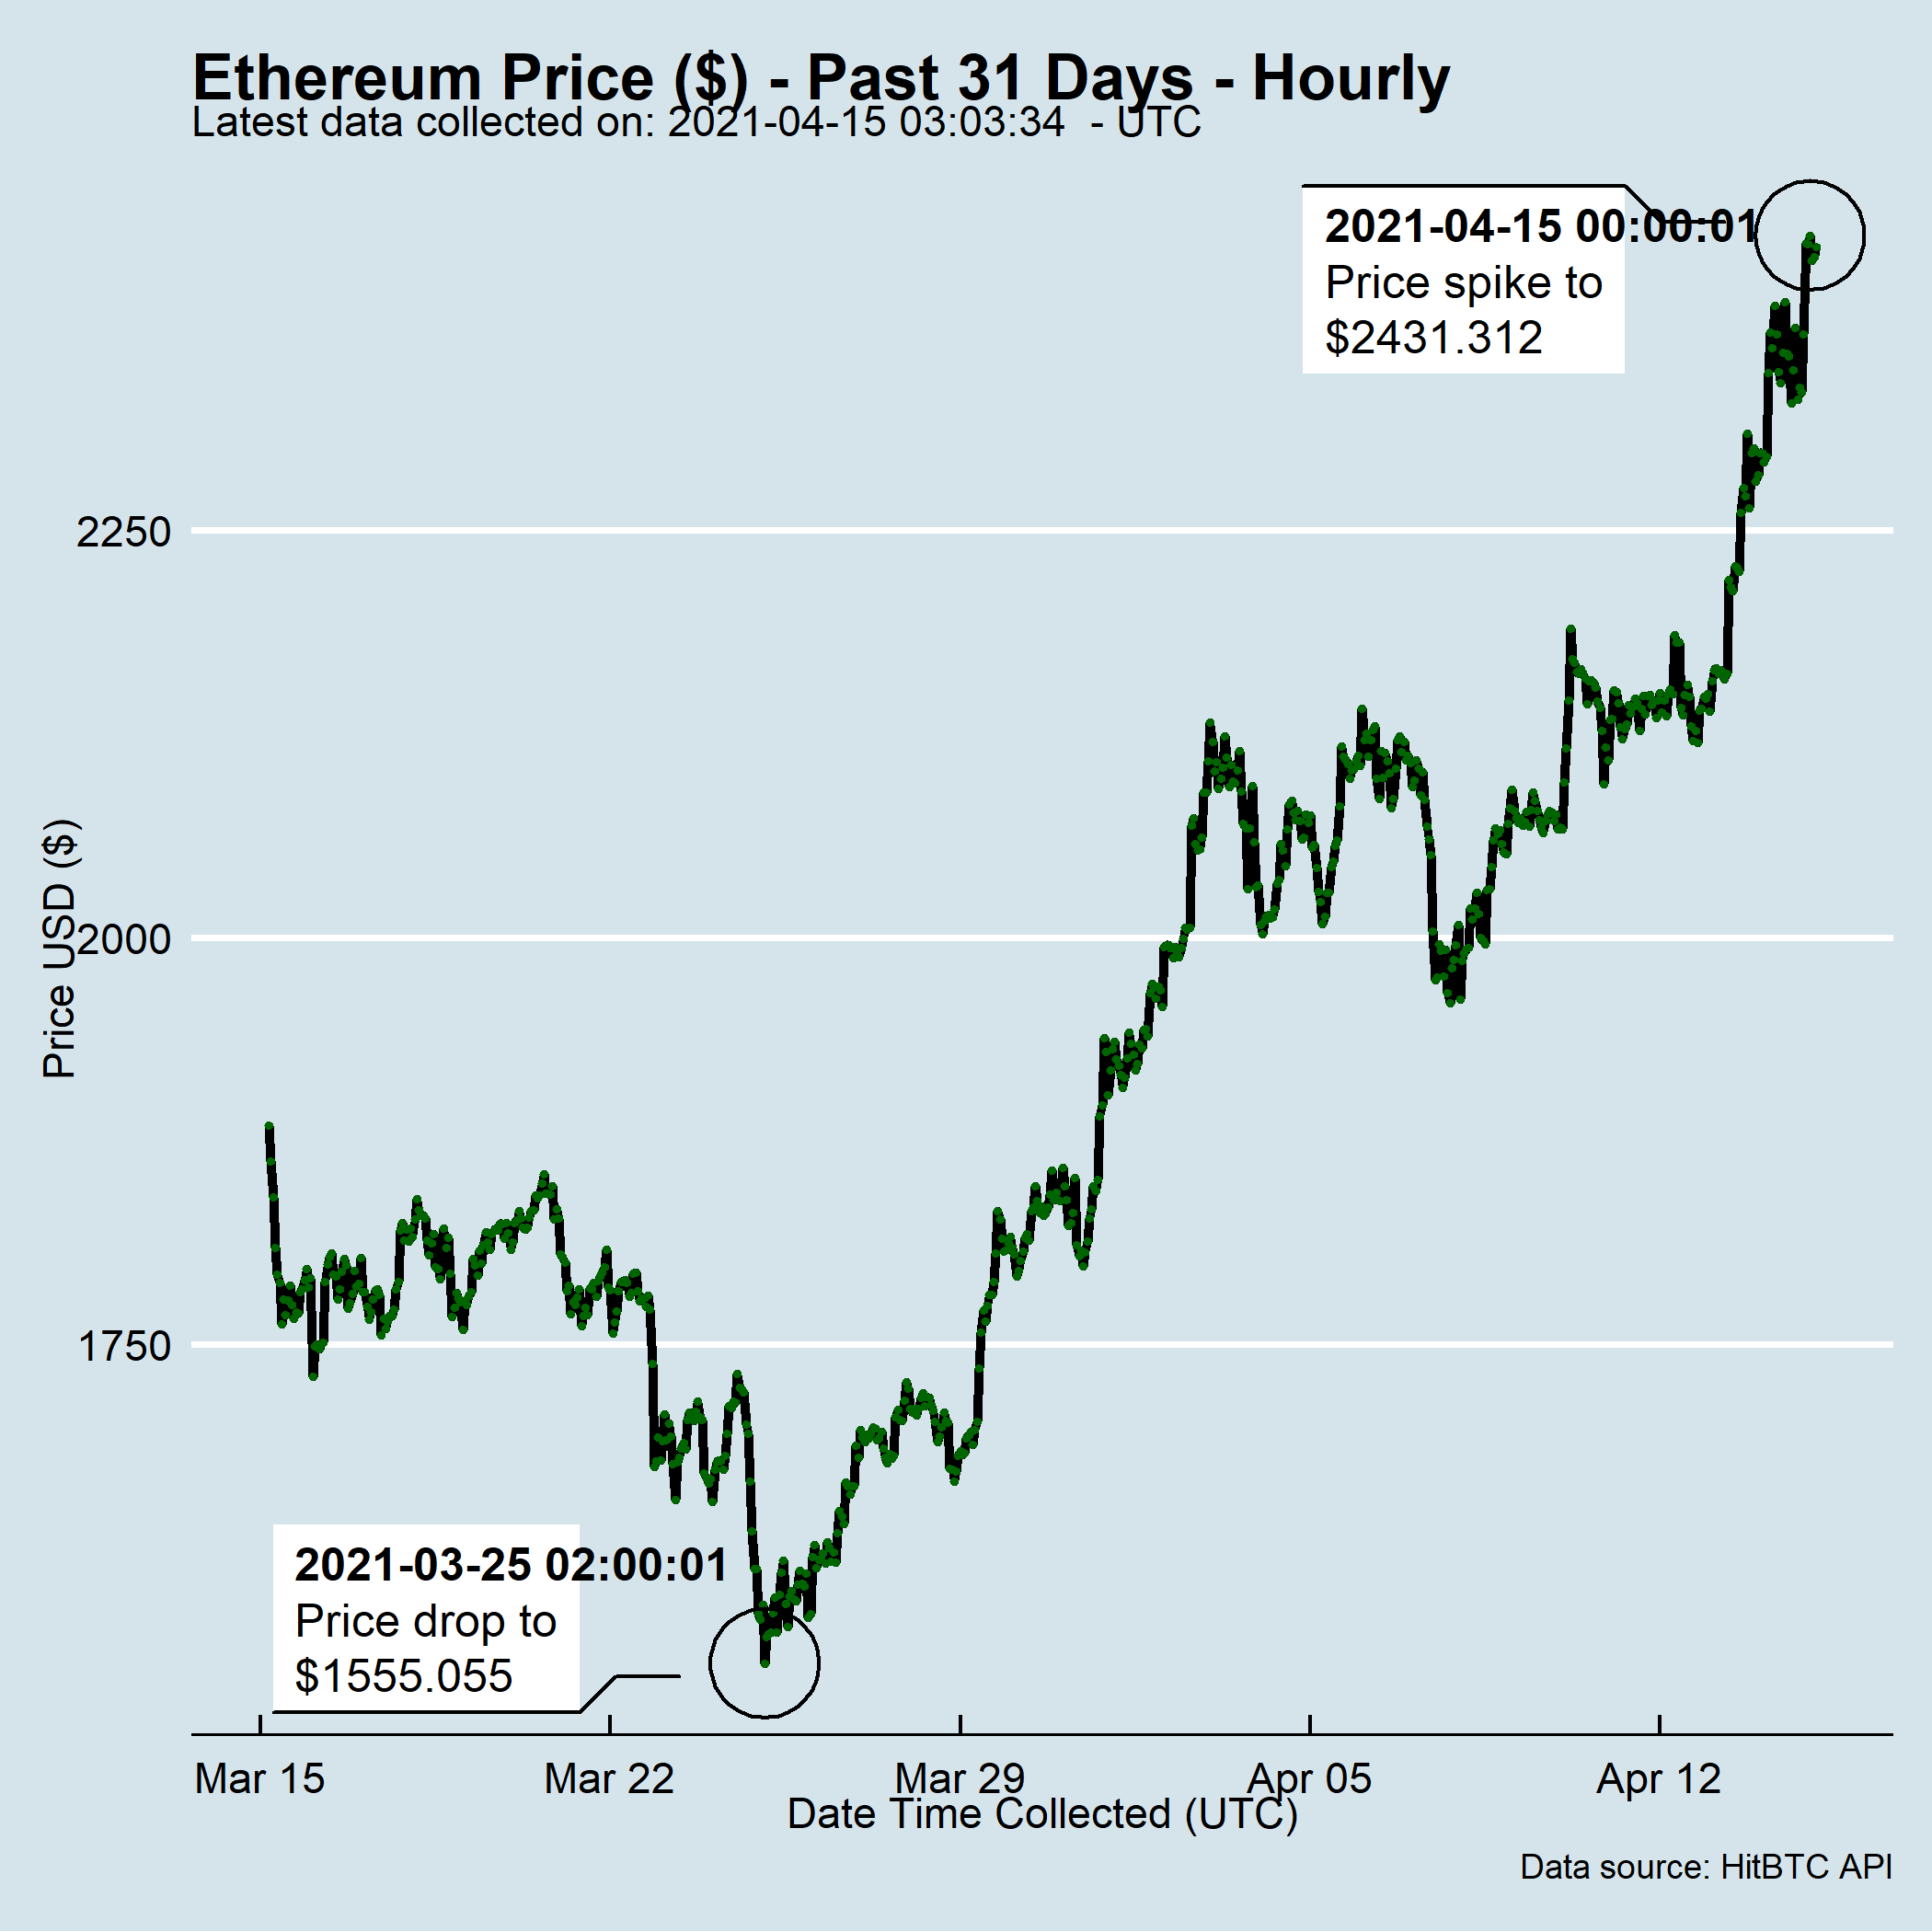 Ethereum Price ($) - Past 31 Days - Hourly
Latest data collected on: 2021-04-15 03:03:34  - UTC
2021-04-15 00:00:01
Price spike to
$2431.312
2250
2000
1750
Price USD ($)
2021-03-25 02:00:01
Price drop to
$1555.055
Mar 15
Mar 22
Mar 29
Apr 05
Apr 12
Date Time Collected (UTC)
Data source: HitBTC API